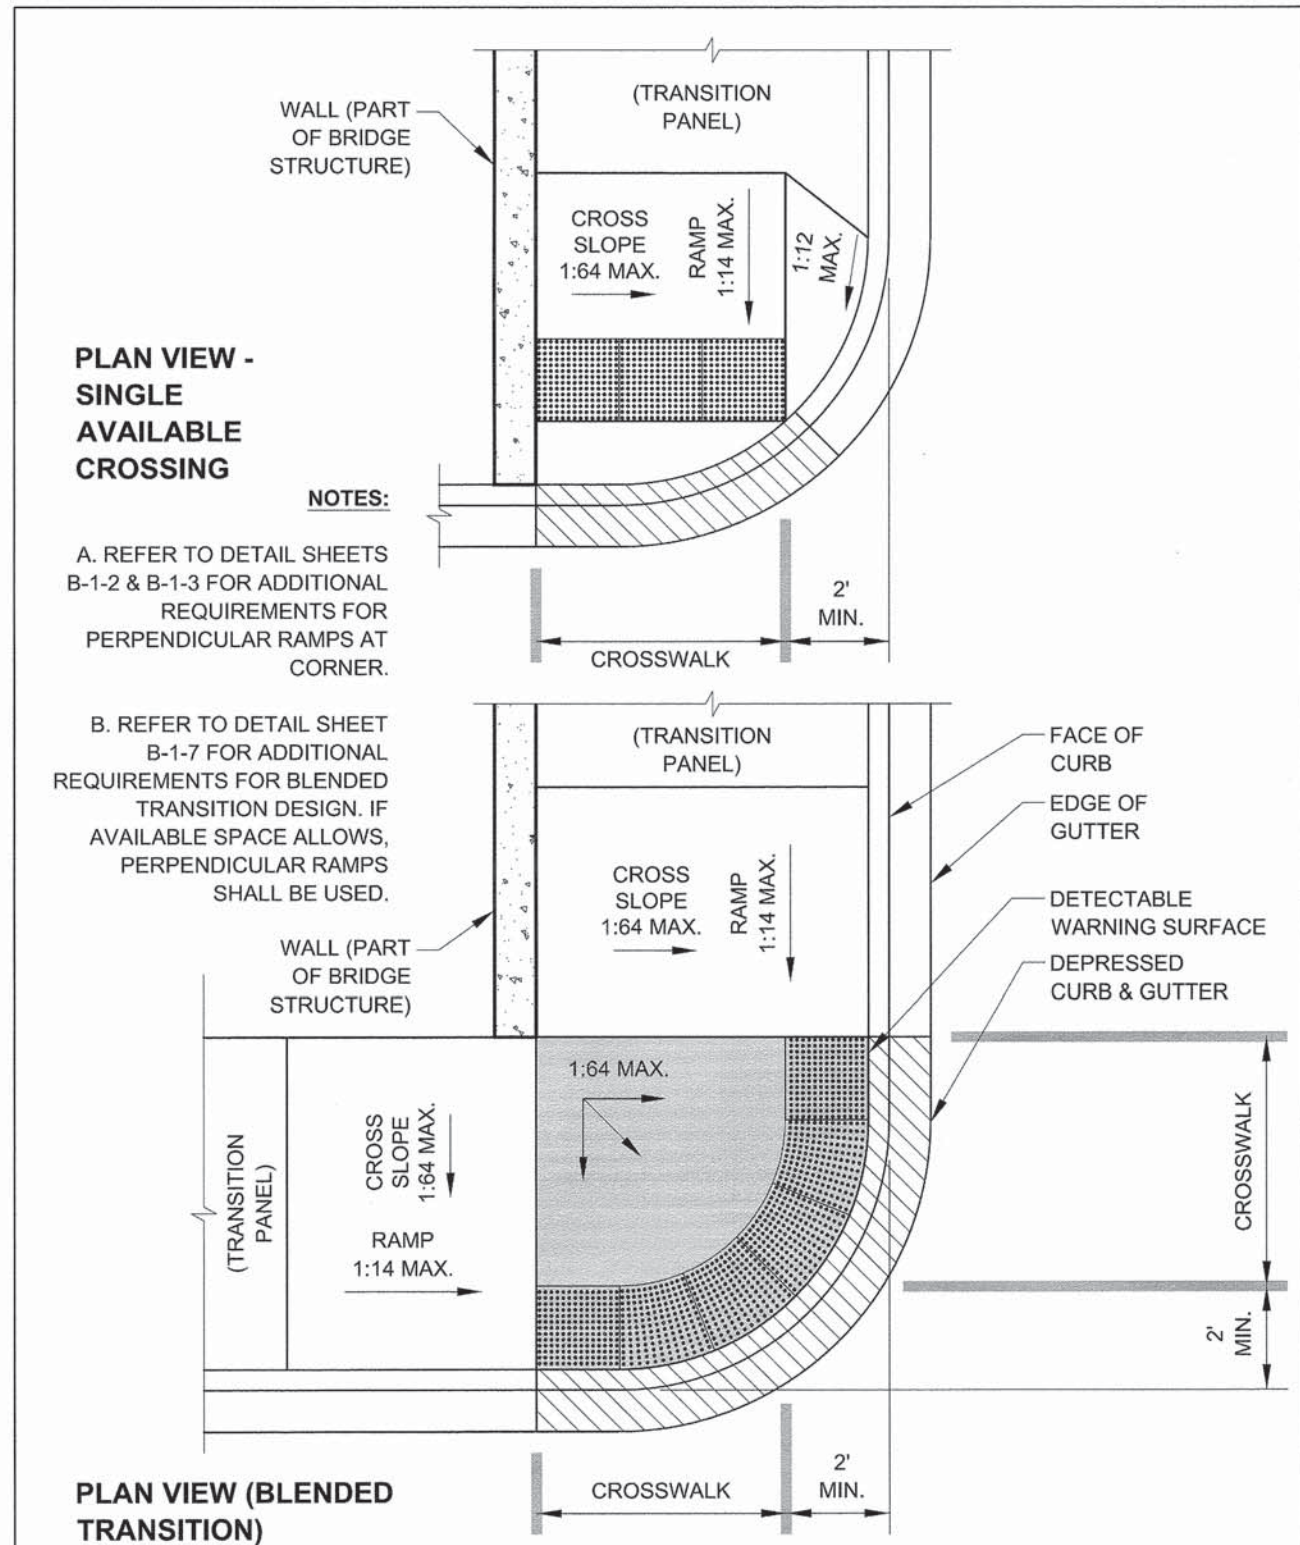 WALL (PART
OF BRIDGE
STRUCTURE)
(TRANSITION
PANEL)
CROSS
SLOPE
1:64 MAX.
RAMP
1:14 MAX.
1:12
MAX.
PLAN VIEW -
SINGLE
AVAILABLE
CROSSING
NOTES:
A. REFER TO DETAIL SHEETS
B-1-2 & B-1-3 FOR ADDITIONAL
REQUIREMENTS FOR
PERPENDICULAR RAMPS AT
CORNER.
2'
MIN.
CROSSWALK
B. REFER TO DETAIL SHEET
B-1-7 FOR ADDITIONAL
REQUIREMENTS FOR BLENDED
TRANSITION DESIGN. IF
AVAILABLE SPACE ALLOWS,
PERPENDICULAR RAMPS
SHALL BE USED.
(TRANSITION
PANEL)
FACE OF
CURB
EDGE OF
GUTTER
CROSS
SLOPE
1:64 MAX.
RAMP
1:14 MAX.
DETECTABLE
WARNING SURFACE
DEPRESSED
CURB & GUTTER
WALL (PART
OF BRIDGE
STRUCTURE)
1:64 MAX.
(TRANSITION
PANEL)
CROSS
SLOPE
1:64 MAX.
RAMP
1:14 MAX.
CROSSWALK
2'
MIN.
CROSSWALK
2'
MIN.
PLAN VIEW (BLENDED
TRANSITION)